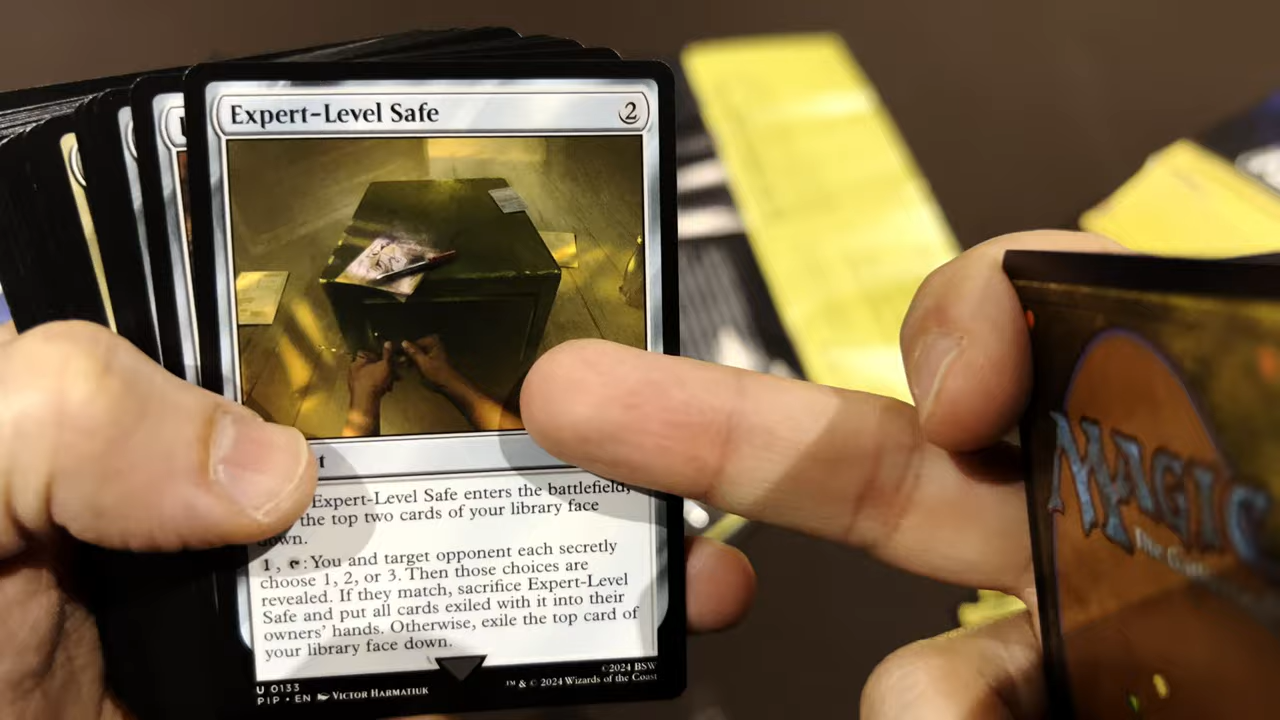 Expert-Level Safe 2
t
Expert-Level Safe enters the battlefield,
the top two cards of your library face
down.
1, : You and target opponent each secretly
choose 1, 2, or 3. Then those choices are
revealed. If they match, sacrifice Expert-Level
Safe and put all cards exiled with it into their
owners' hands. Otherwise, exile the top card of
your library face down.
U 0133
PIP • EN VICTOR HARMATIUK
©2024 BSW
™ & © 2024 Wizards of the Coast
MAGIC
The Ga